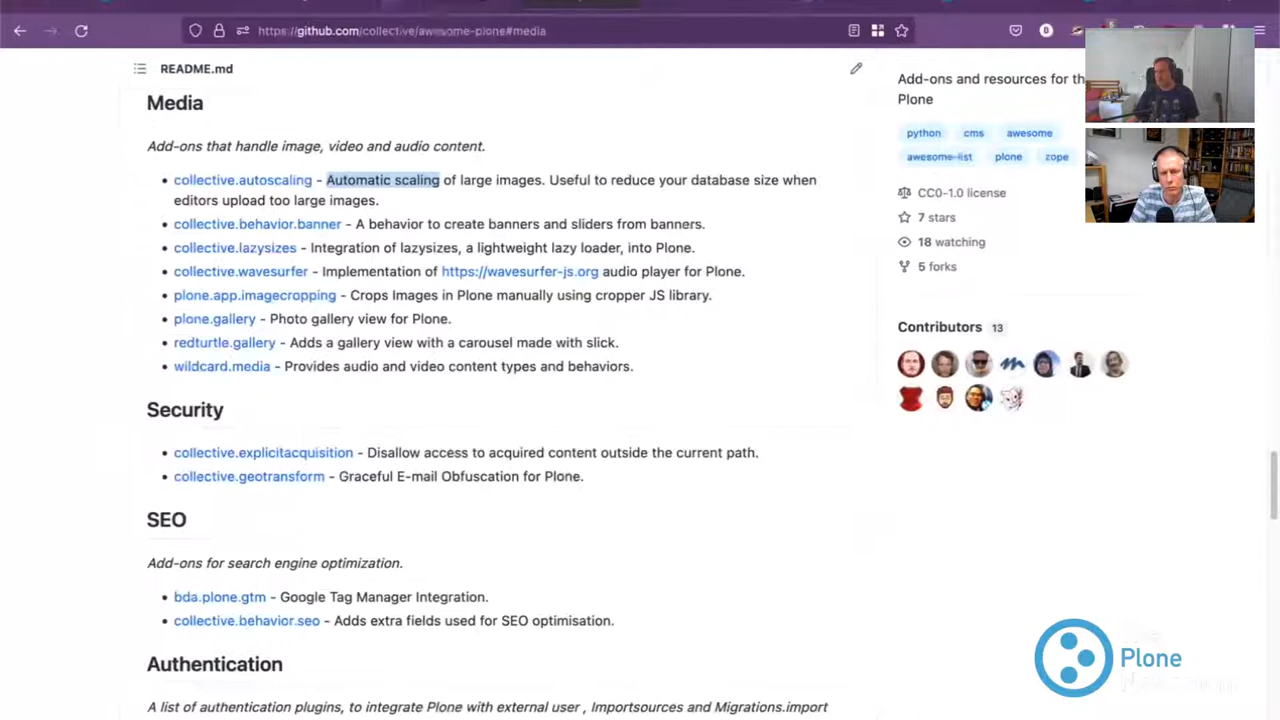 https://github.com/collective/awesome-plone#media
5
README.md
Media
Add-ons that handle image, video and audio content.
collective.autoscaling - Automatic scaling of large images. Useful to reduce your database size when
editors upload too large images.
collective.behavior.banner - A behavior to create banners and sliders from banners.
collective.lazysizes - Integration of lazysizes, a lightweight lazy loader, into Plone.
collective.wavesurfer - Implementation of https://wavesurfer-js.org audio player for Plone.
plone.app.imagecropping - Crops Images in Plone manually using cropper JS library.
plone.gallery - Photo gallery view for Plone.
redturtle.gallery - Adds a gallery view with a carousel made with slick.
wildcard.media - Provides audio and video content types and behaviors.
Security
collective.explicitacquisition - Disallow access to acquired content outside the current path.
collective.geotransform - Graceful E-mail Obfuscation for Plone.
SEO
Add-ons for search engine optimization.
bda.plone.gtm - Google Tag Manager Integration.
collective.behavior.seo - Adds extra fields used for SEO optimisation.
Authentication
A list of authentication plugins, to integrate Plone with external user , Importsources and Migrations.import
Add-ons and resources for th
Plone
python cms awesome
awesome-list plone zope
CC0-1.0 license
7 stars
18 watching
5 forks
Contributors 13
Plone